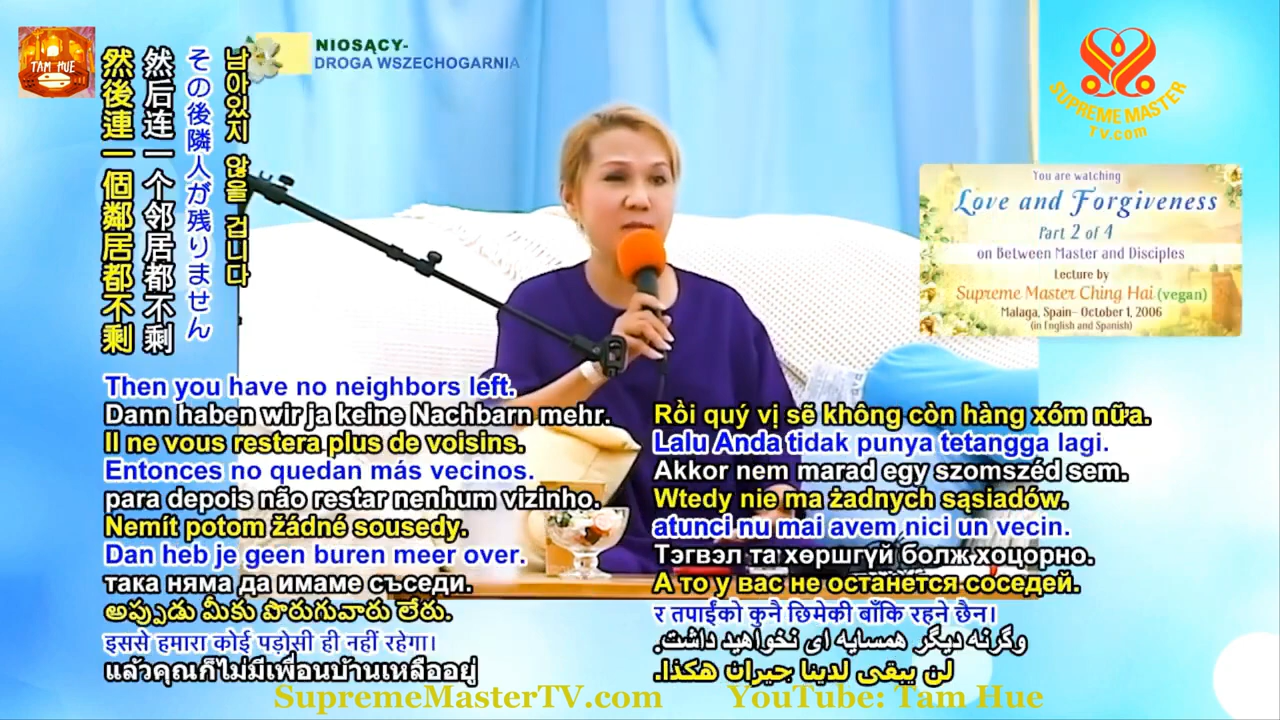 TAM HUE
NIOSĄCY-
DROGA WSZECHOGARNIA
SUPREME MASTER
TV.com
You are watching
Love and Forgiveness
Part 2 of 4
on Between Master and Disciples
Lecture by
Supreme Master Ching Hai (vegan)
Malaga, Spain– October 1, 2006
(in English and Spanish)
남아있지 않을 겁니다
その後隣人が残りません
然后连一个邻居都不剩
然後連一個鄰居都不剩
Then you have no neighbors left.
Dann haben wir ja keine Nachbarn mehr.
Il ne vous restera plus de voisins.
Entonces no quedan más vecinos.
para depois não restar nenhum vizinho.
Nemít potom žádné sousedy.
Dan heb je geen buren meer over.
така няма да имаме съседи.
అప్పుడు మీకు పొరుగువారు లేరు.
इससे हमारा कोई पड़ोसी ही नहीं रहेगा।
แล้วคุณก็ไม่มีเพื่อนบ้านเหลืออยู่
Rồi quý vị sẽ không còn hàng xóm nữa.
Lalu Anda tidak punya tetangga lagi.
Akkor nem marad egy szomszéd sem.
Wtedy nie ma żadnych sąsiadów.
atunci nu mai avem nici un vecin.
Тэгвэл та хөршгүй болж хоцорно.
А то у вас не останется соседей.
र तपाईंको कुनै छिमेकी बाँकि रहने छैन।
وگرنه دیگر همسایه ای نخواهید داشت.
لن يبقى لدينا جيران هكذا.
SupremeMasterTV.com
YouTube: Tam Hue